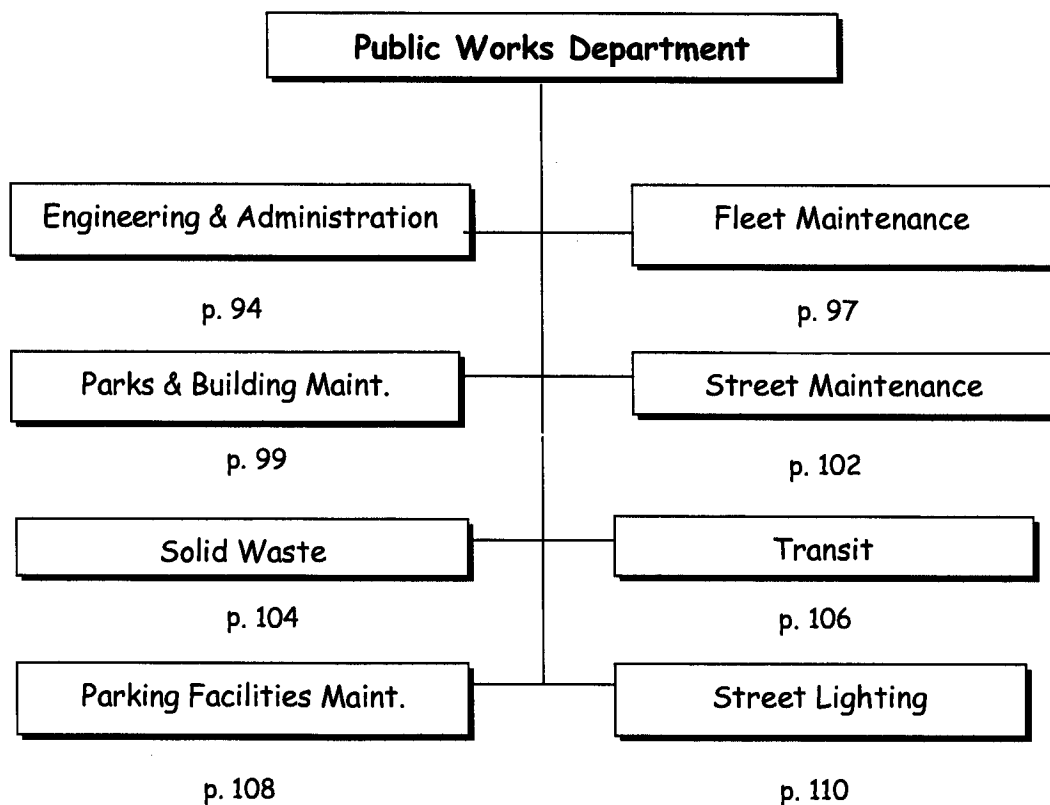 Public Works Department
Engineering & Administration
p. 94
Fleet Maintenance
p. 97
Parks & Building Maint.
p. 99
Street Maintenance
p. 102
Solid Waste
p. 104
Transit
p. 106
Parking Facilities Maint.
p. 108
Street Lighting
p. 110